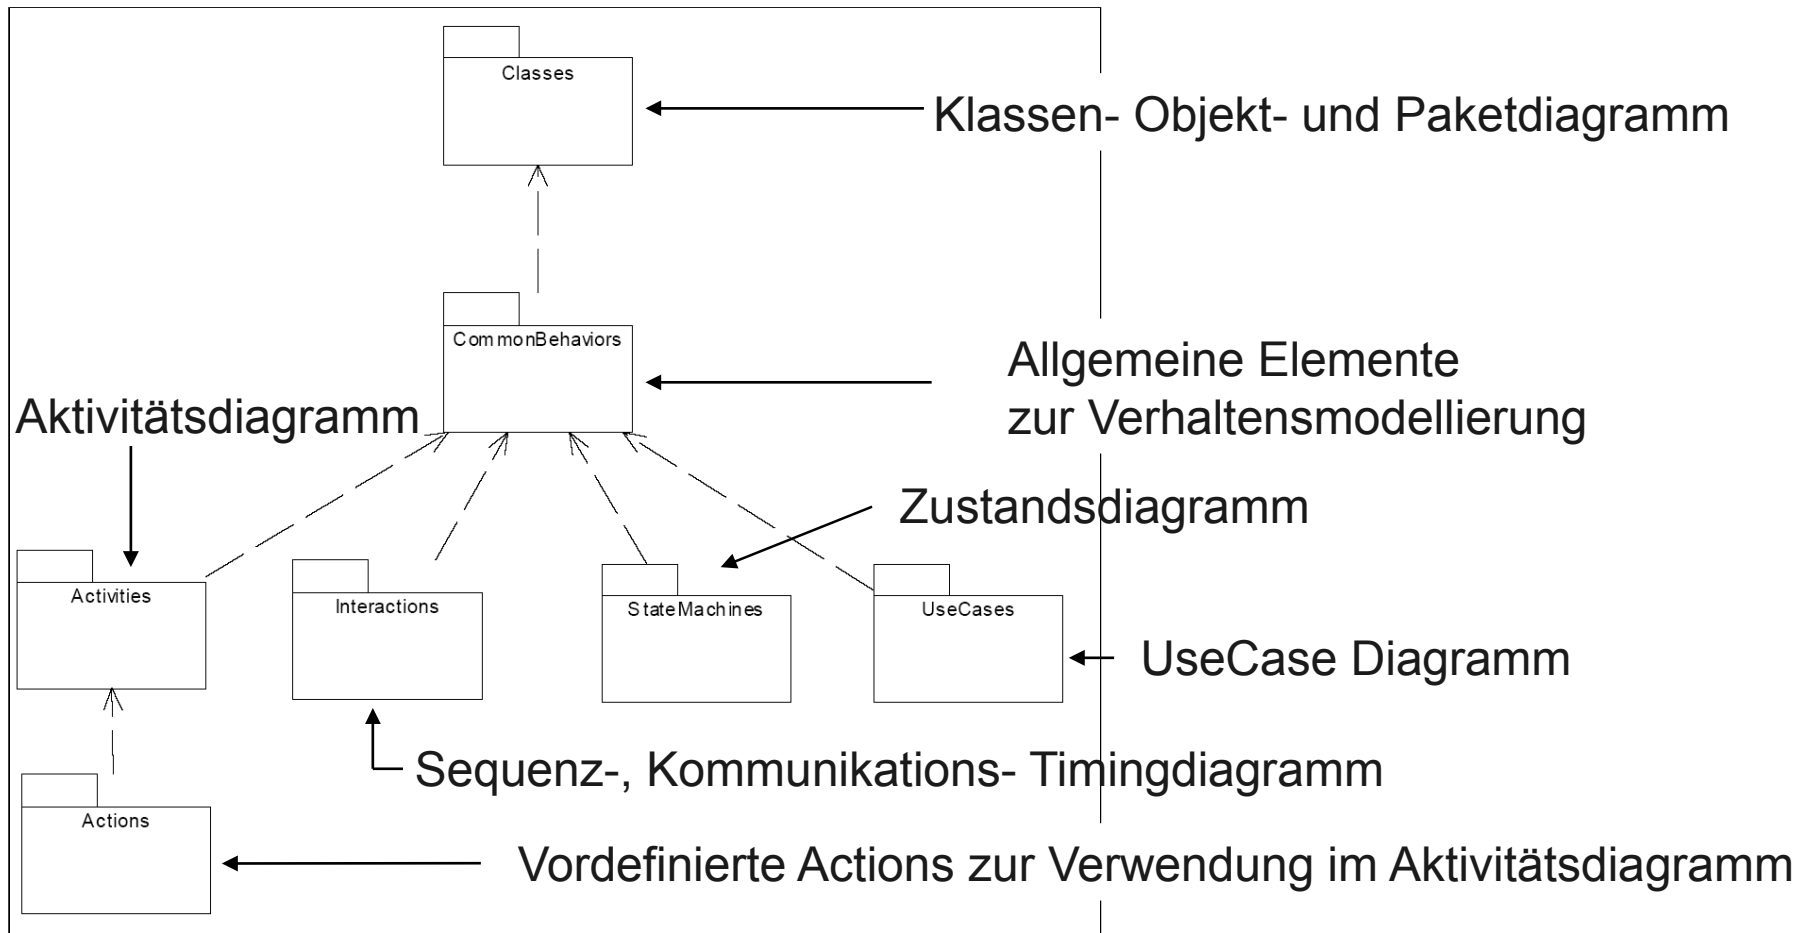 Classes
Klassen- Objekt- und Paketdiagramm
CommonBehaviors
Allgemeine Elemente
zur Verhaltensmodellierung
Aktivitätsdiagramm
Zustandsdiagramm
Activities
Interactions
StateMachines
UseCases
UseCase Diagramm
Sequenz-, Kommunikations- Timingdiagramm
Actions
Vordefinierte Actions zur Verwendung im Aktivitätsdiagramm